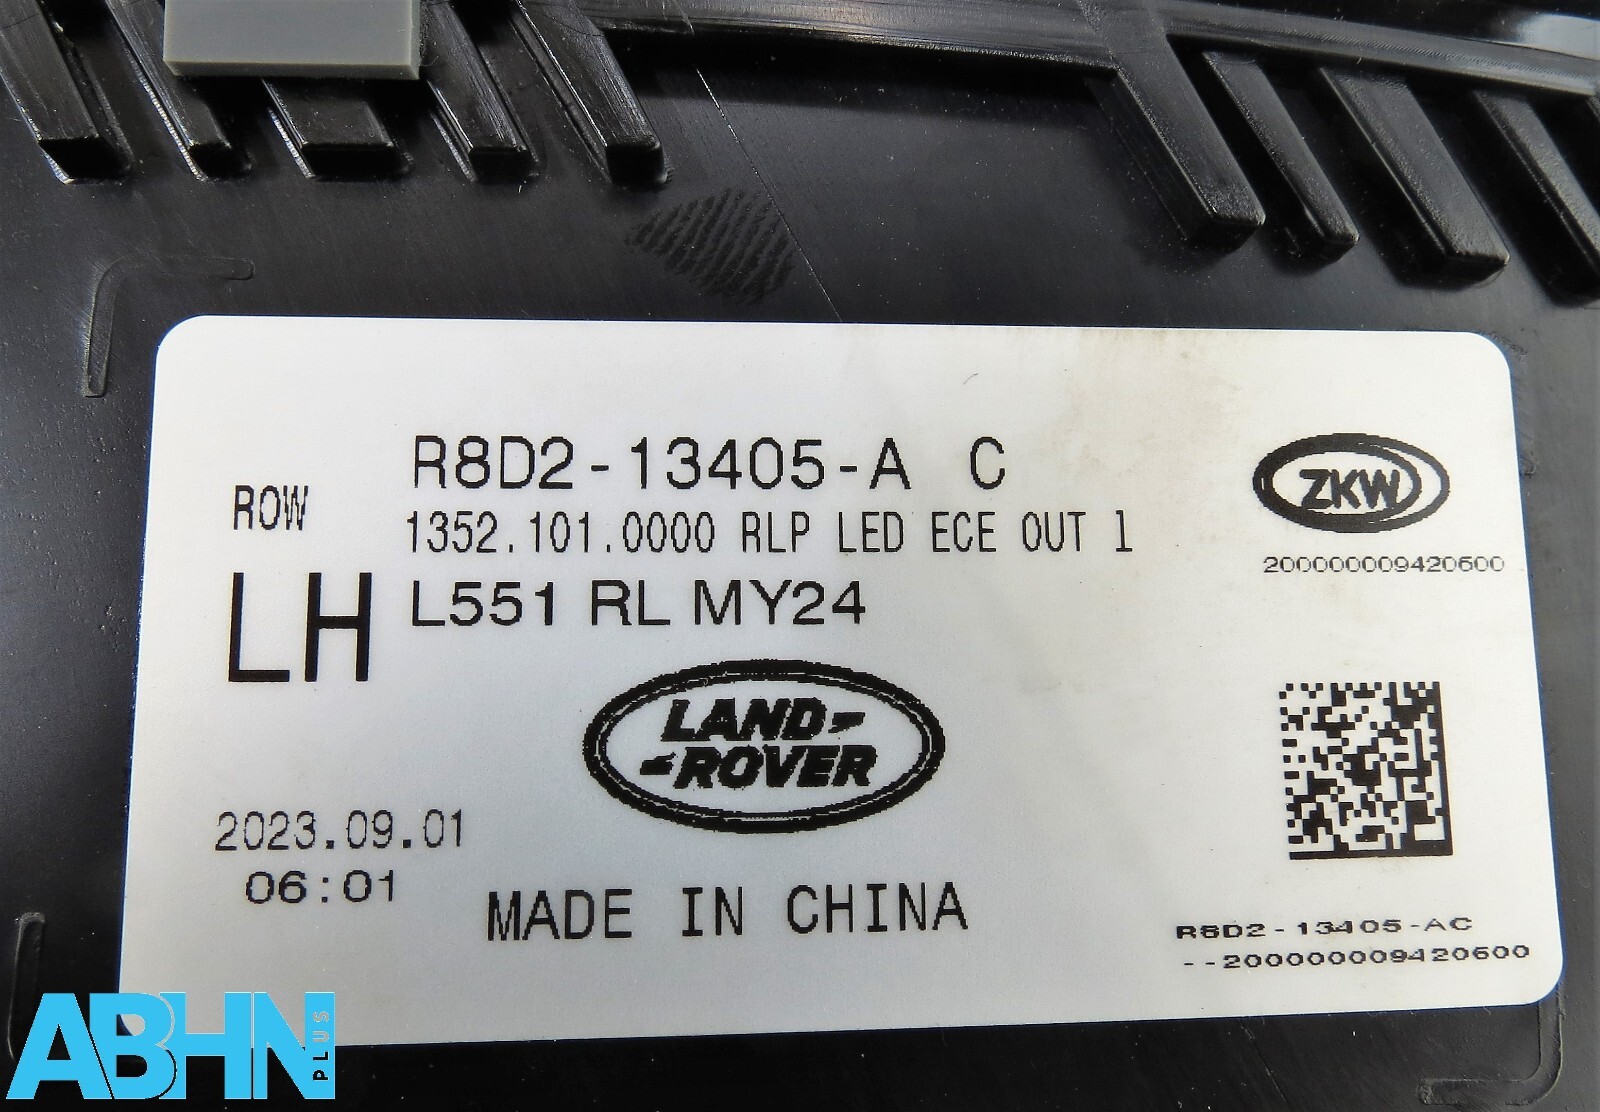 R8D2-13405-A C
ROW
1352.101.0000 RLP LED ECE OUT 1
LH
L551 RL MY24
ZKW
200000009420600
LAND-
-ROVER
2023.09.01
06:01
MADE IN CHINA
R8D2-13405-AC
--200000009420600
ABHN PLUS